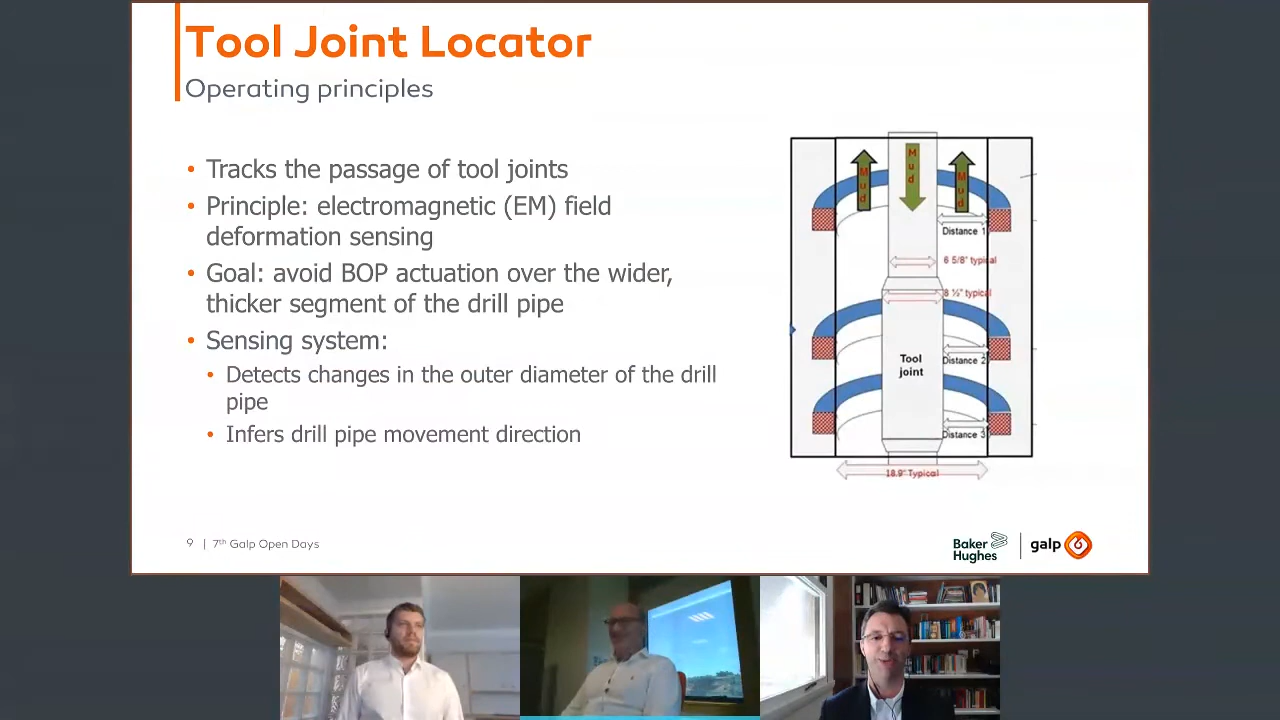 Tool Joint Locator
Operating principles
• Tracks the passage of tool joints
• Principle: electromagnetic (EM) field
deformation sensing
• Goal: avoid BOP actuation over the wider,
thicker segment of the drill pipe
• Sensing system:
• Detects changes in the outer diameter of the drill
pipe
• Infers drill pipe movement direction
Mud
Mud
Mud
Distance 1
6 5/8" typical
8 ½" typical
Tool
joint
Distance 2
Distance 3
18.9" Typical
9 | 7th Galp Open Days
Baker
Hughes
galp